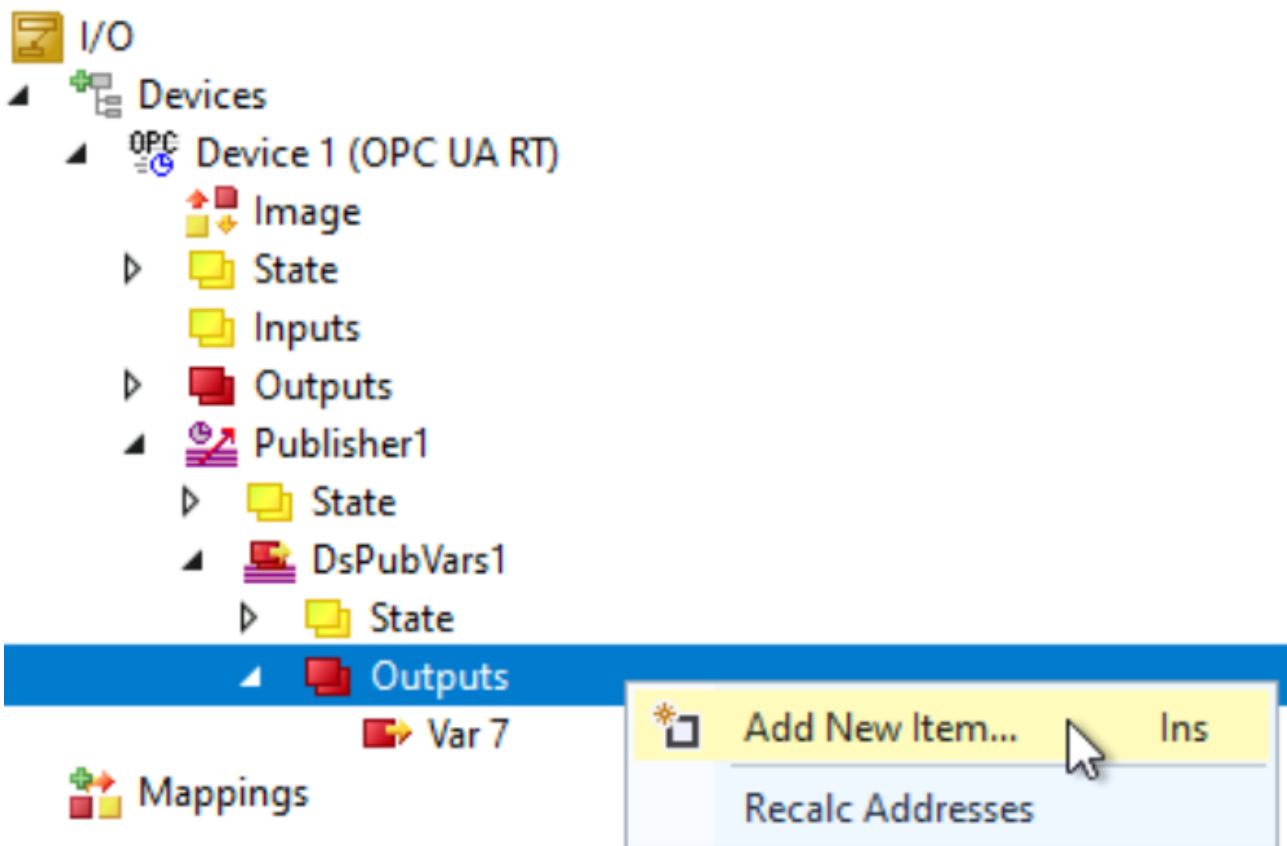 I/O
Devices
OPC Device 1 (OPC UA RT)
Image
State
Inputs
Outputs
Publisher1
State
DsPubVars1
State
Outputs
Add New Item... Ins
Var 7
Mappings
Recalc Addresses